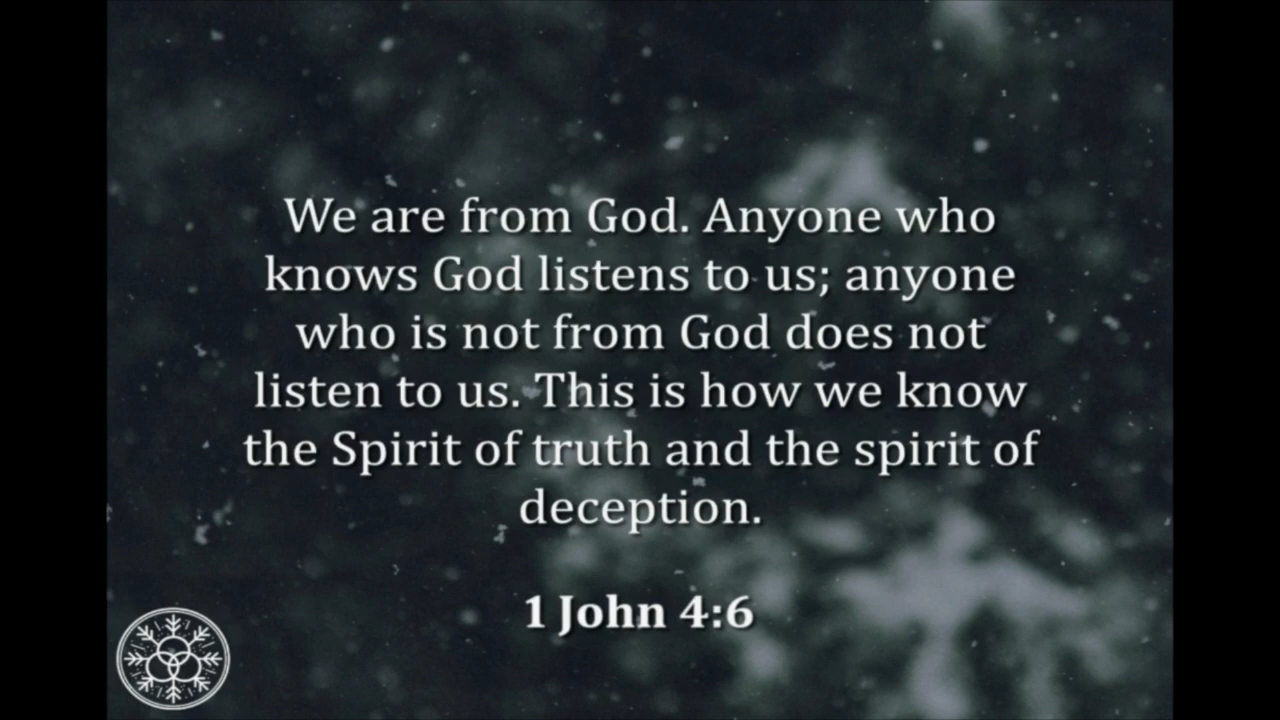 We are from God. Anyone who
knows God listens to us; anyone
who is not from God does not
listen to us. This is how we know
the Spirit of truth and the spirit of
deception.
1 John 4:6